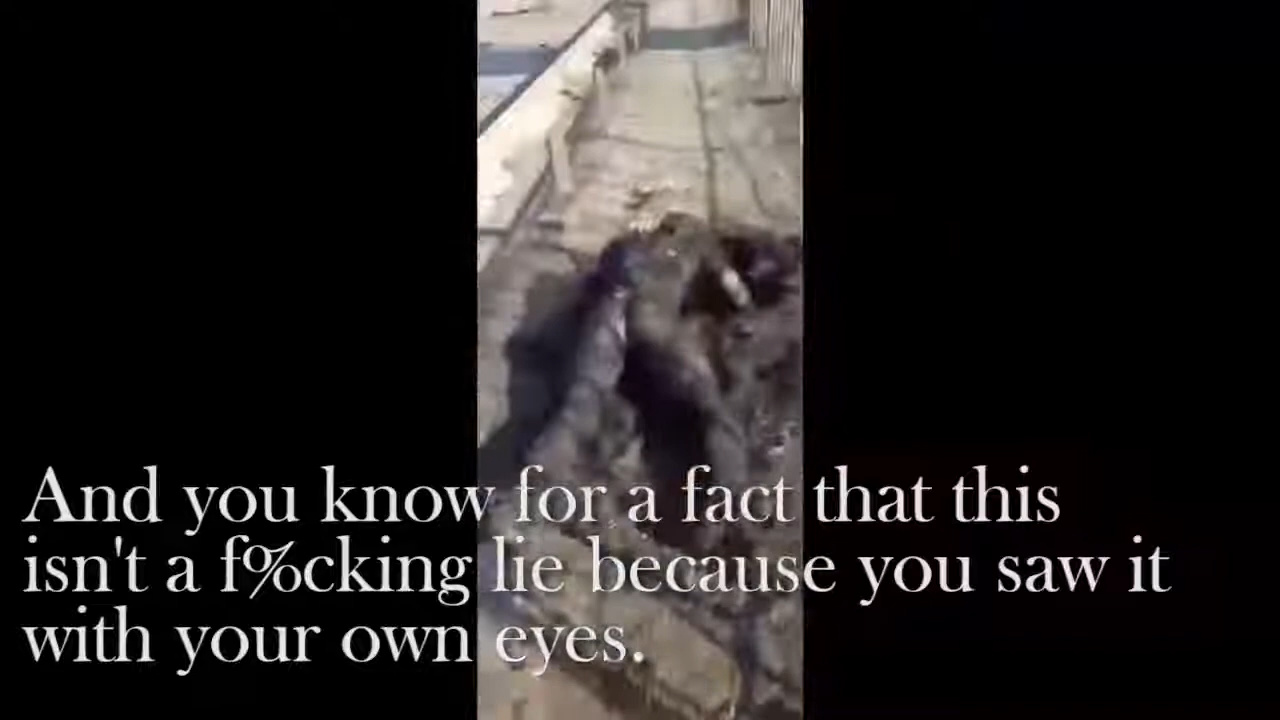 And you know for a fact that this
isn't a f%cking lie because you saw it
with your own eyes.